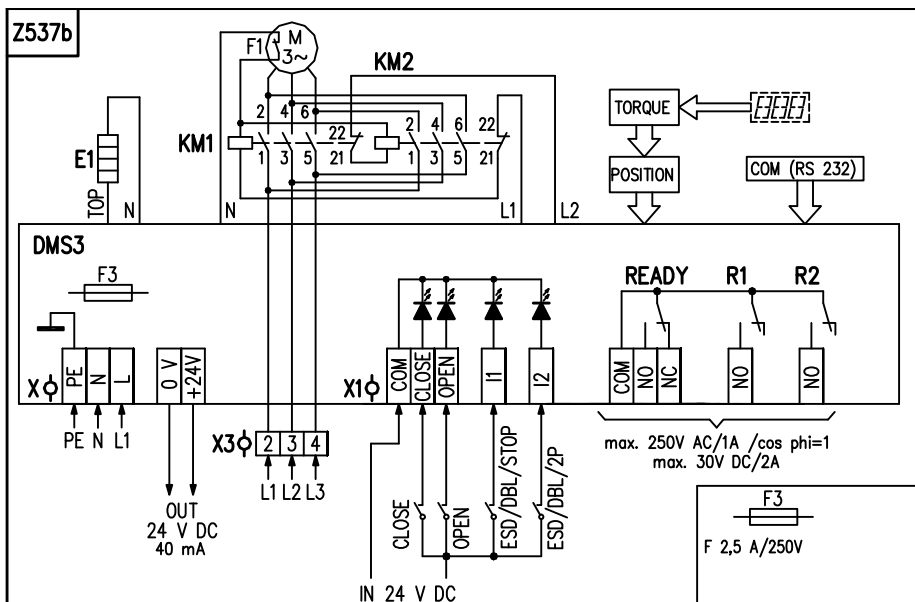 Z537b
F1
M
3~
KM2
2 4 6
22
2 4 6 22
KM1
1 3 5
21
1 3 5 21
E1
TOP
N
N
L1
L2
TORQUE
POSITION
COM (RS 232)
DMS3
F3
READY R1 R2
X
PE
N
L
0 V
+24V
X1
COM
CLOSE
OPEN
I1
I2
COM
NO
NC
NO
NO
PE N L1
X3
2 3 4
L1 L2 L3
OUT
24 V DC
40 mA
CLOSE
OPEN
ESD/DBL/STOP
ESD/DBL/2P
IN 24 V DC
max. 250V AC/1A /cos phi=1
max. 30V DC/2A
F3
F 2,5 A/250V